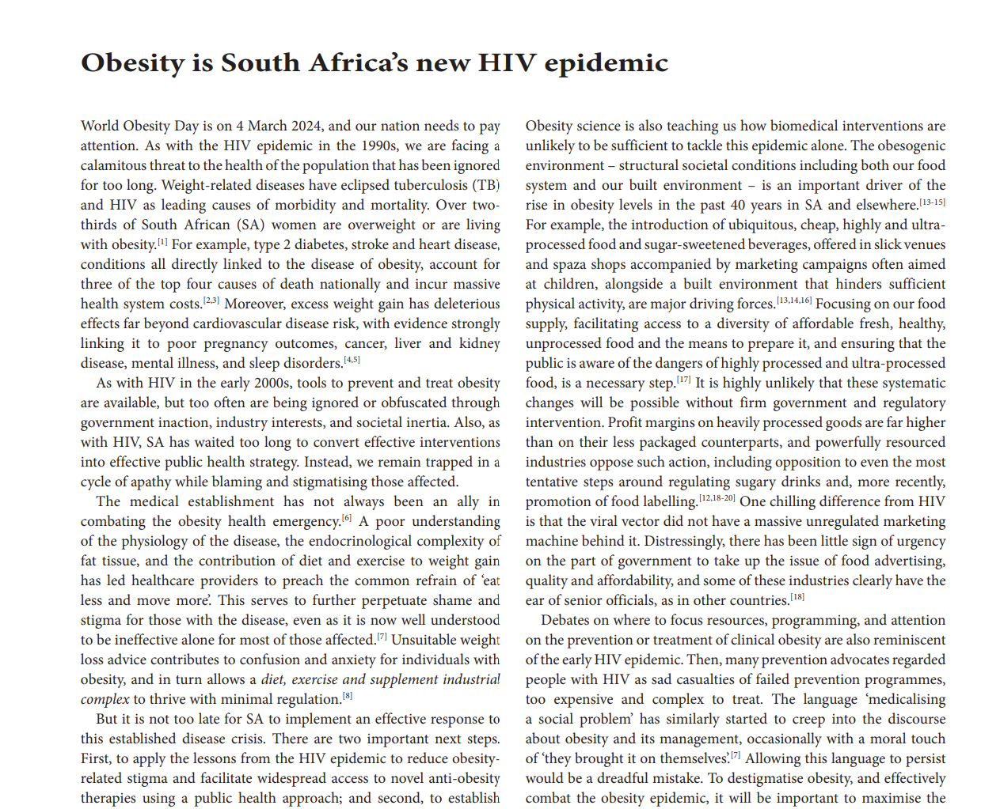 Obesity is South Africa’s new HIV epidemic
World Obesity Day is on 4 March 2024, and our nation needs to pay
attention. As with the HIV epidemic in the 1990s, we are facing a
calamitous threat to the health of the population that has been ignored
for too long. Weight-related diseases have eclipsed tuberculosis (TB)
and HIV as leading causes of morbidity and mortality. Over two-
thirds of South African (SA) women are overweight or are living
with obesity.[1] For example, type 2 diabetes, stroke and heart disease,
conditions all directly linked to the disease of obesity, account for
three of the top four causes of death nationally and incur massive
health system costs.[2,3] Moreover, excess weight gain has deleterious
effects far beyond cardiovascular disease risk, with evidence strongly
linking it to poor pregnancy outcomes, cancer, liver and kidney
disease, mental illness, and sleep disorders.[4,5]
As with HIV in the early 2000s, tools to prevent and treat obesity
are available, but too often are being ignored or obfuscated through
government inaction, industry interests, and societal inertia. Also, as
with HIV, SA has waited too long to convert effective interventions
into effective public health strategy. Instead, we remain trapped in a
cycle of apathy while blaming and stigmatising those affected.
The medical establishment has not always been an ally in
combating the obesity health emergency.[6] A poor understanding
of the physiology of the disease, the endocrinological complexity of
fat tissue, and the contribution of diet and exercise to weight gain
has led healthcare providers to preach the common refrain of ‘eat
less and move more’. This serves to further perpetuate shame and
stigma for those with the disease, even as it is now well understood
to be ineffective alone for most of those affected.[7] Unsuitable weight
loss advice contributes to confusion and anxiety for individuals with
obesity, and in turn allows a diet, exercise and supplement industrial
complex to thrive with minimal regulation.[8]
But it is not too late for SA to implement an effective response to
this established disease crisis. There are two important next steps.
First, to apply the lessons from the HIV epidemic to reduce obesity-
related stigma and facilitate widespread access to novel anti-obesity
therapies using a public health approach; and second, to establish
Obesity science is also teaching us how biomedical interventions are
unlikely to be sufficient to tackle this epidemic alone. The obesogenic
environment – structural societal conditions including both our food
system and our built environment – is an important driver of the
rise in obesity levels in the past 40 years in SA and elsewhere.[13-15]
For example, the introduction of ubiquitous, cheap, highly and ultra-
processed food and sugar-sweetened beverages, offered in slick venues
and spaza shops accompanied by marketing campaigns often aimed
at children, alongside a built environment that hinders sufficient
physical activity, are major driving forces.[13,14,16] Focusing on our food
supply, facilitating access to a diversity of affordable fresh, healthy,
unprocessed food and the means to prepare it, and ensuring that the
public is aware of the dangers of highly processed and ultra-processed
food, is a necessary step.[17] It is highly unlikely that these systematic
changes will be possible without firm government and regulatory
intervention. Profit margins on heavily processed goods are far higher
than on their less packaged counterparts, and powerfully resourced
industries oppose such action, including opposition to even the most
tentative steps around regulating sugary drinks and, more recently,
promotion of food labelling.[12,18-20] One chilling difference from HIV
is that the viral vector did not have a massive unregulated marketing
machine behind it. Distressingly, there has been little sign of urgency
on the part of government to take up the issue of food advertising,
quality and affordability, and some of these industries clearly have the
ear of senior officials, as in other countries.[18]
Debates on where to focus resources, programming, and attention
on the prevention or treatment of clinical obesity are also reminiscent
of the early HIV epidemic. Then, many prevention advocates regarded
people with HIV as sad casualties of failed prevention programmes,
too expensive and complex to treat. The language ‘medicalising
a social problem’ has similarly started to creep into the discourse
about obesity and its management, occasionally with a moral touch
of ‘they brought it on themselves’.[7] Allowing this language to persist
would be a dreadful mistake. To destigmatise obesity, and effectively
combat the obesity epidemic, it will be important to maximise the